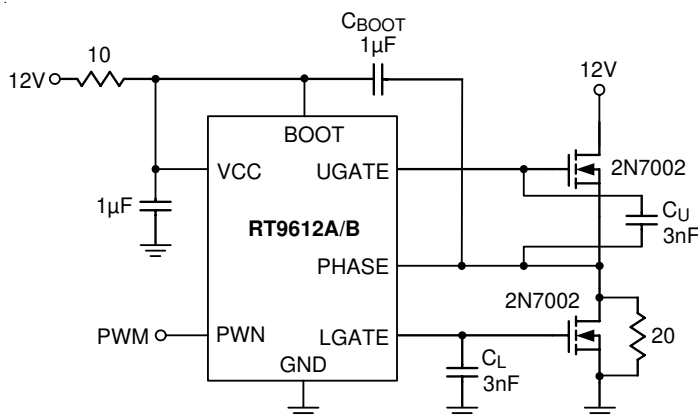 CBOOT
1µF
10
12V
12V
BOOT
VCC
UGATE
2N7002
1µF
RT9612A/B
CU
3nF
PHASE
2N7002
PWM
PWN
LGATE
20
GND
CL
3nF